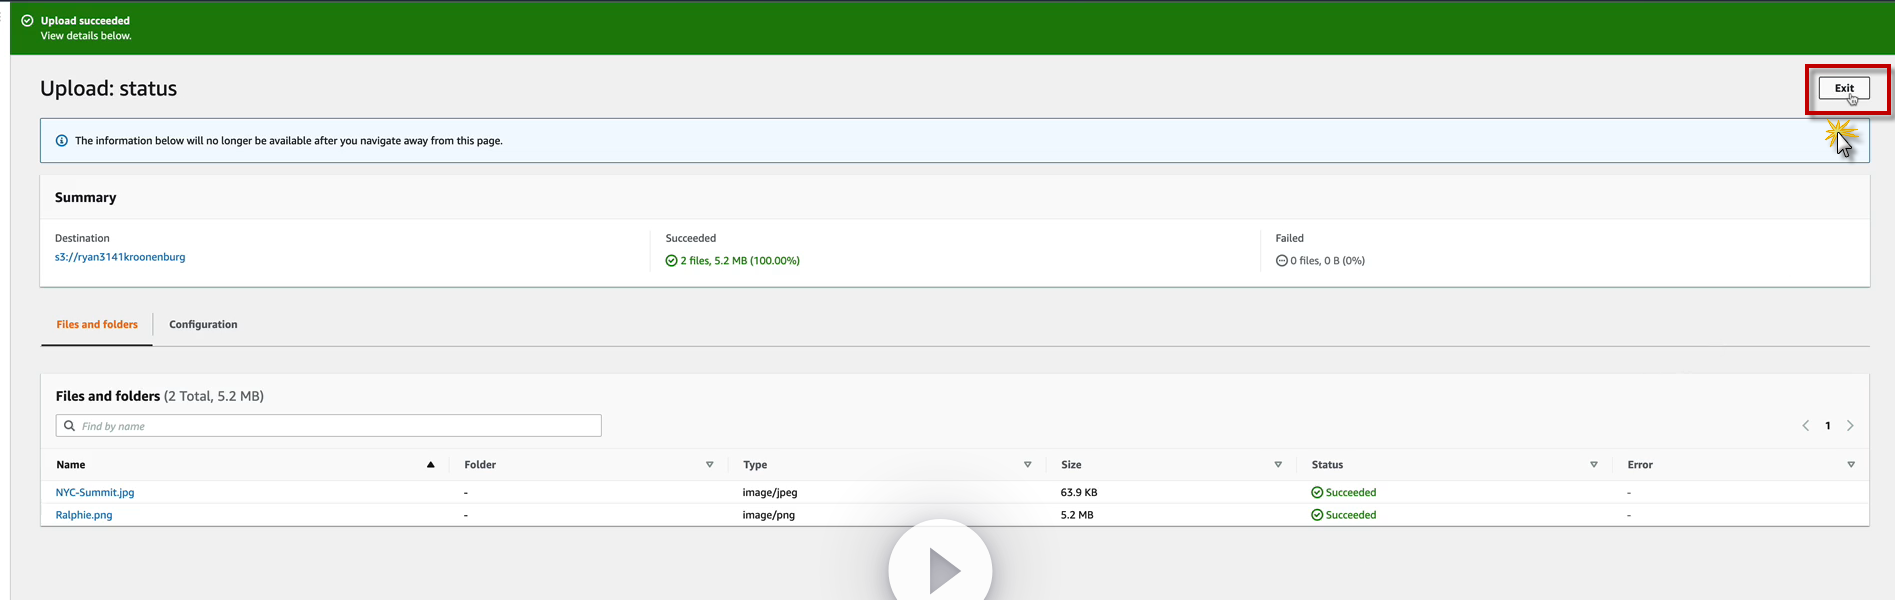 Upload succeeded
View details below.
Upload: status
Exit
The information below will no longer be available after you navigate away from this page.
Summary
Destination
s3://ryan3141kroonenburg
Succeeded
2 files, 5.2 MB (100.00%)
Failed
0 files, 0 B (0%)
Files and folders
Configuration
Files and folders (2 Total, 5.2 MB)
Find by name
1
Name Folder Type Size Status Error
NYC-Summit.jpg - image/jpeg 63.9 KB Succeeded -
Ralphie.png - image/png 5.2 MB Succeeded -